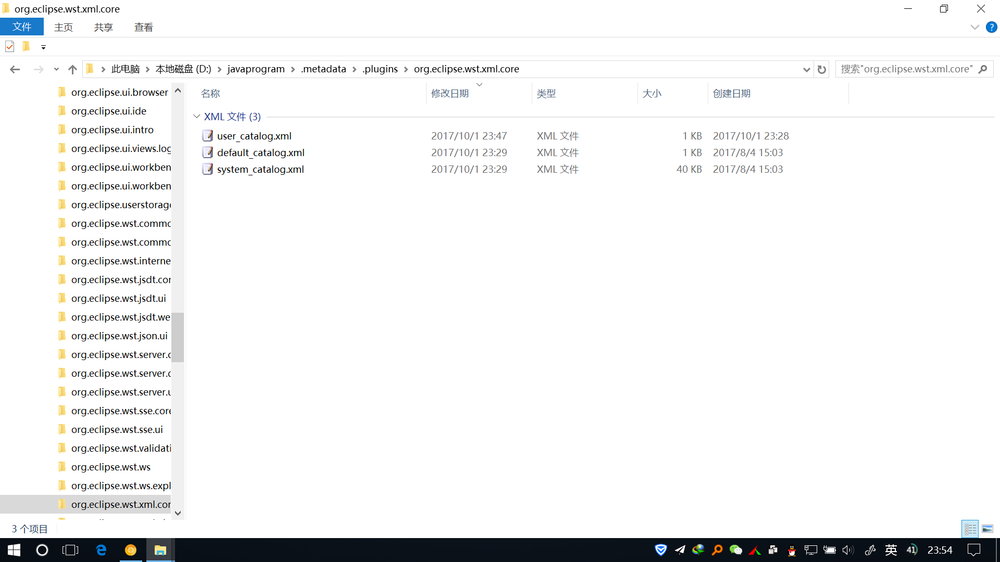 org.eclipse.wst.xml.core
文件 主页 共享 查看
此电脑 本地磁盘 (D:) javaprogram .metadata .plugins org.eclipse.wst.xml.core 搜索"org.eclipse.wst.xml.core"
org.eclipse.ui.browser
org.eclipse.ui.ide
org.eclipse.ui.intro
org.eclipse.ui.views.log
org.eclipse.ui.workben
org.eclipse.ui.workben
org.eclipse.userstorage
org.eclipse.wst.commo
org.eclipse.wst.commo
org.eclipse.wst.interne
org.eclipse.wst.jsdt.cor
org.eclipse.wst.jsdt.ui
org.eclipse.wst.jsdt.we
org.eclipse.wst.json.ui
org.eclipse.wst.server.c
org.eclipse.wst.server.c
org.eclipse.wst.server.u
org.eclipse.wst.sse.core
org.eclipse.wst.sse.ui
org.eclipse.wst.validati
org.eclipse.wst.ws
org.eclipse.wst.ws.expl
org.eclipse.wst.xml.cor
名称 修改日期 类型 大小 创建日期
XML 文件 (3)
user_catalog.xml 2017/10/1 23:47 XML 文件 1 KB 2017/10/1 23:28
default_catalog.xml 2017/10/1 23:29 XML 文件 1 KB 2017/8/4 15:03
system_catalog.xml 2017/10/1 23:29 XML 文件 40 KB 2017/8/4 15:03
3 个项目
英 41 23:54